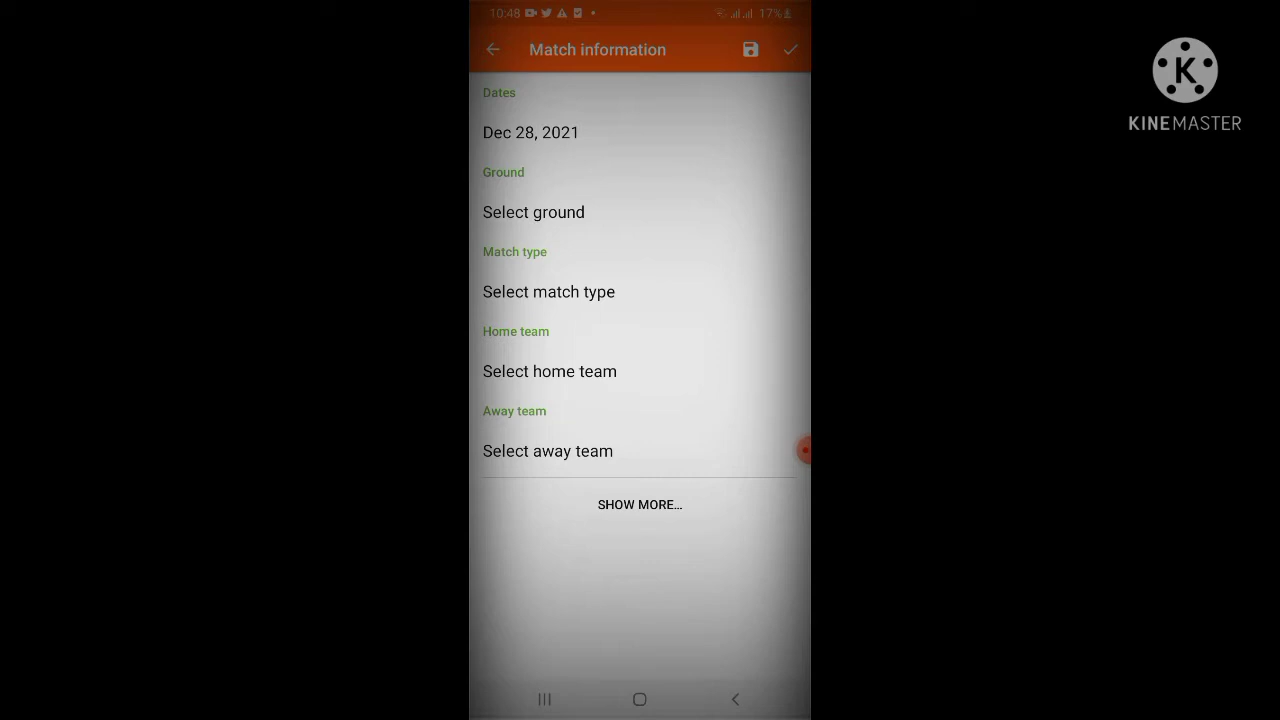 10:48
17%
Match information
Dates
Dec 28, 2021
Ground
Select ground
Match type
Select match type
Home team
Select home team
Away team
Select away team
SHOW MORE...
K
KINEMASTER